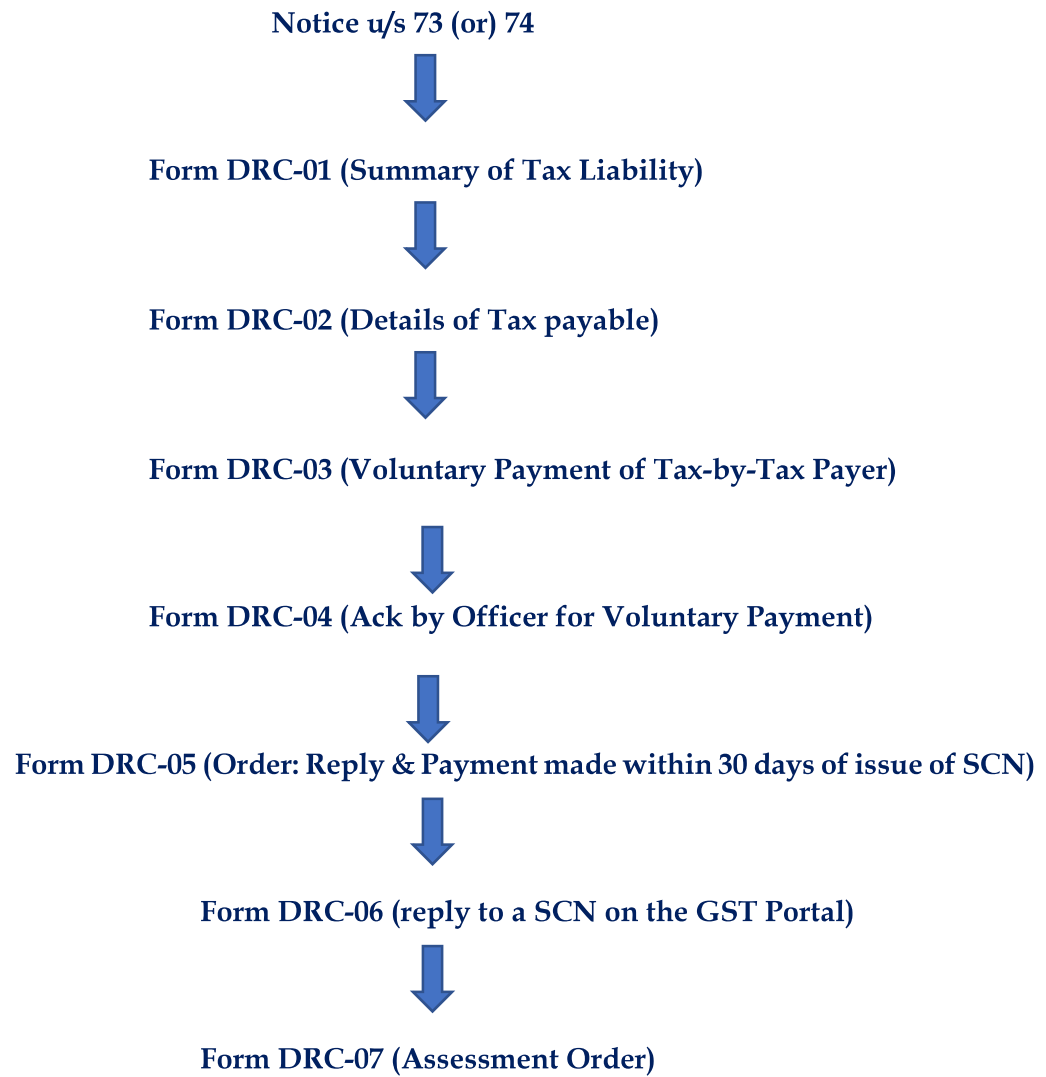 Notice u/s 73 (or) 74
Form DRC-01 (Summary of Tax Liability)
Form DRC-02 (Details of Tax payable)
Form DRC-03 (Voluntary Payment of Tax-by-Tax Payer)
Form DRC-04 (Ack by Officer for Voluntary Payment)
Form DRC-05 (Order: Reply & Payment made within 30 days of issue of SCN)
Form DRC-06 (reply to a SCN on the GST Portal)
Form DRC-07 (Assessment Order)